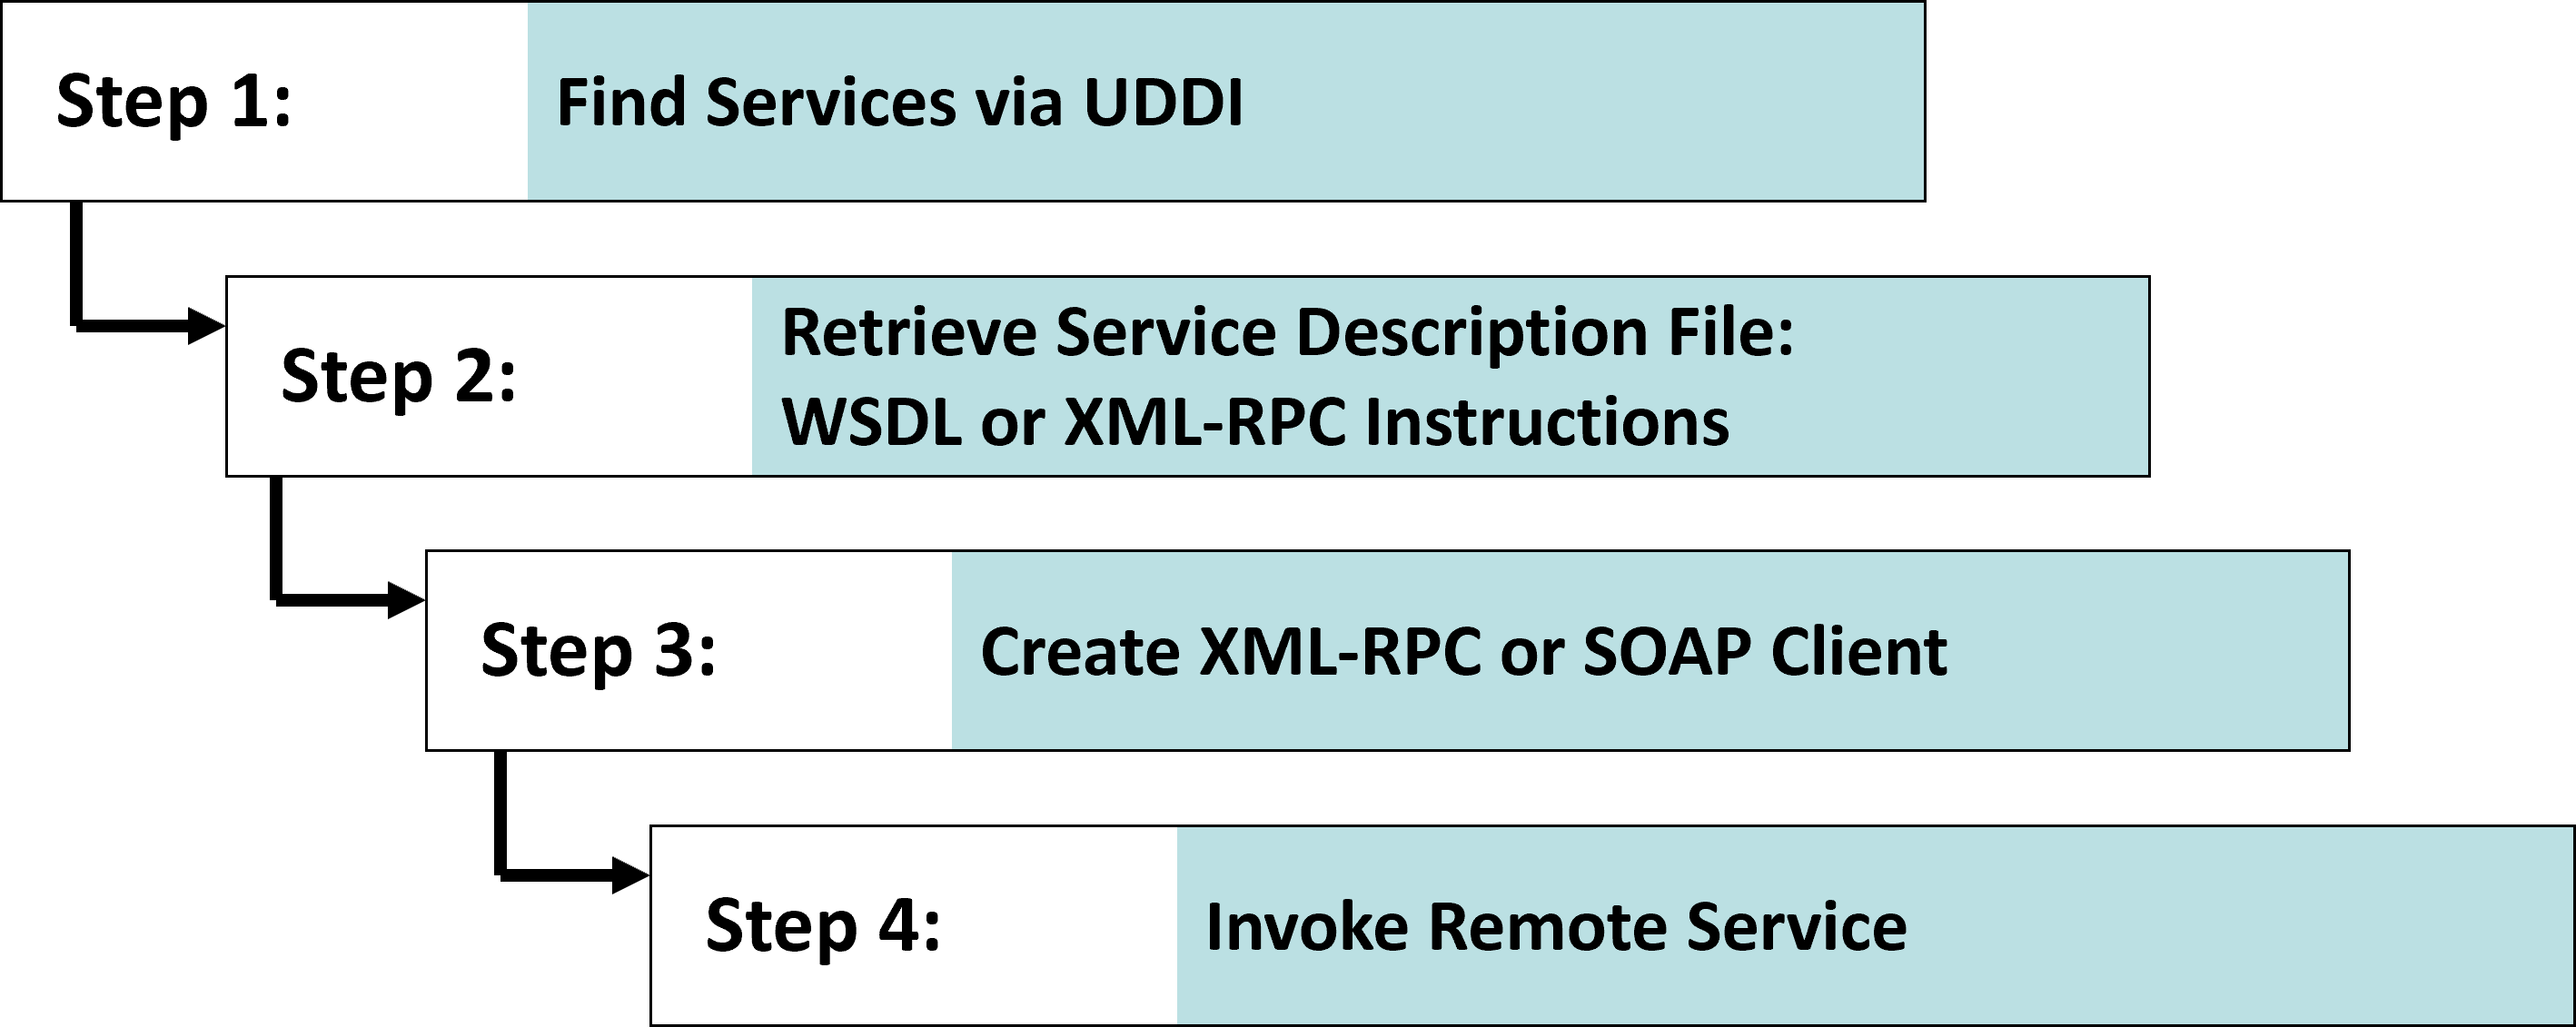 Step 1: Find Services via UDDI
Step 2: Retrieve Service Description File:
WSDL or XML-RPC Instructions
Step 3: Create XML-RPC or SOAP Client
Step 4: Invoke Remote Service